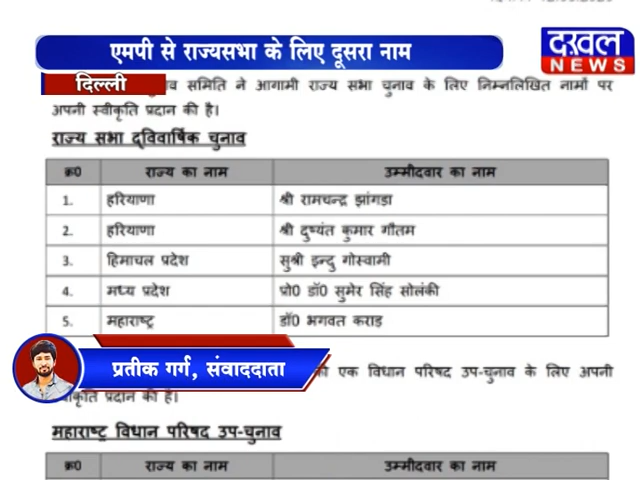 एमपी से राज्यसभा के लिए दूसरा नाम
दखल
NEWS
दिल्ली
समिति ने आगामी राज्य सभा चुनाव के लिए निम्नलिखित नामों पर
अपनी स्वीकृति प्रदान की है।
राज्य सभा द्विवार्षिक चुनाव
क्र0 राज्य का नाम उम्मीदवार का नाम
1. हरियाणा श्री रामचन्द्र झांगडा
2. हरियाणा श्री दुष्यंत कुमार गौतम
3. हिमाचल प्रदेश सुश्री इन्दु गोस्वामी
4. मध्य प्रदेश प्रो0 डॉ0 सुमेर सिंह सोलंकी
5. महाराष्ट्र डॉ0 भगवत कराड़
प्रतीक गर्ग, संवाददाता
एक विधान परिषद उप-चुनाव के लिए अपनी
स्वीकृति प्रदान की है।
महाराष्ट्र विधान परिषद उप-चुनाव
क्र0 राज्य का नाम उम्मीदवार का नाम